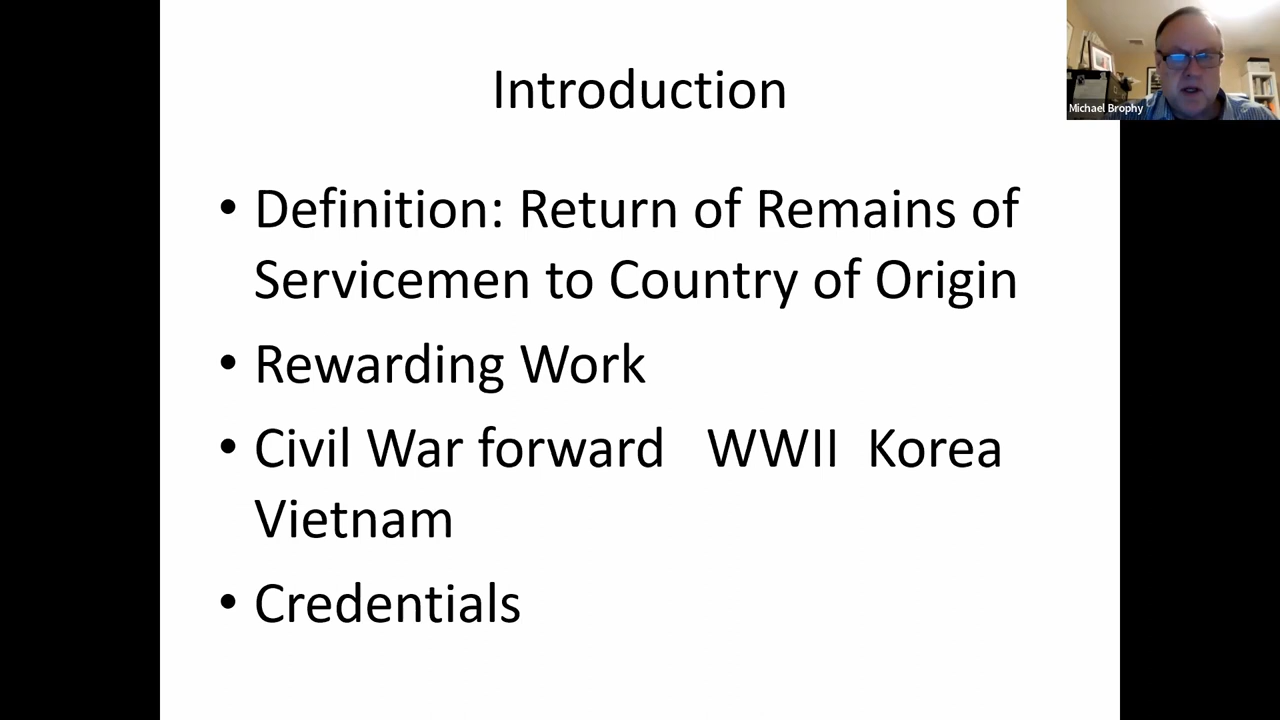 Introduction
Michael Brophy
• Definition: Return of Remains of
Servicemen to Country of Origin
• Rewarding Work
• Civil War forward   WWII  Korea
Vietnam
• Credentials